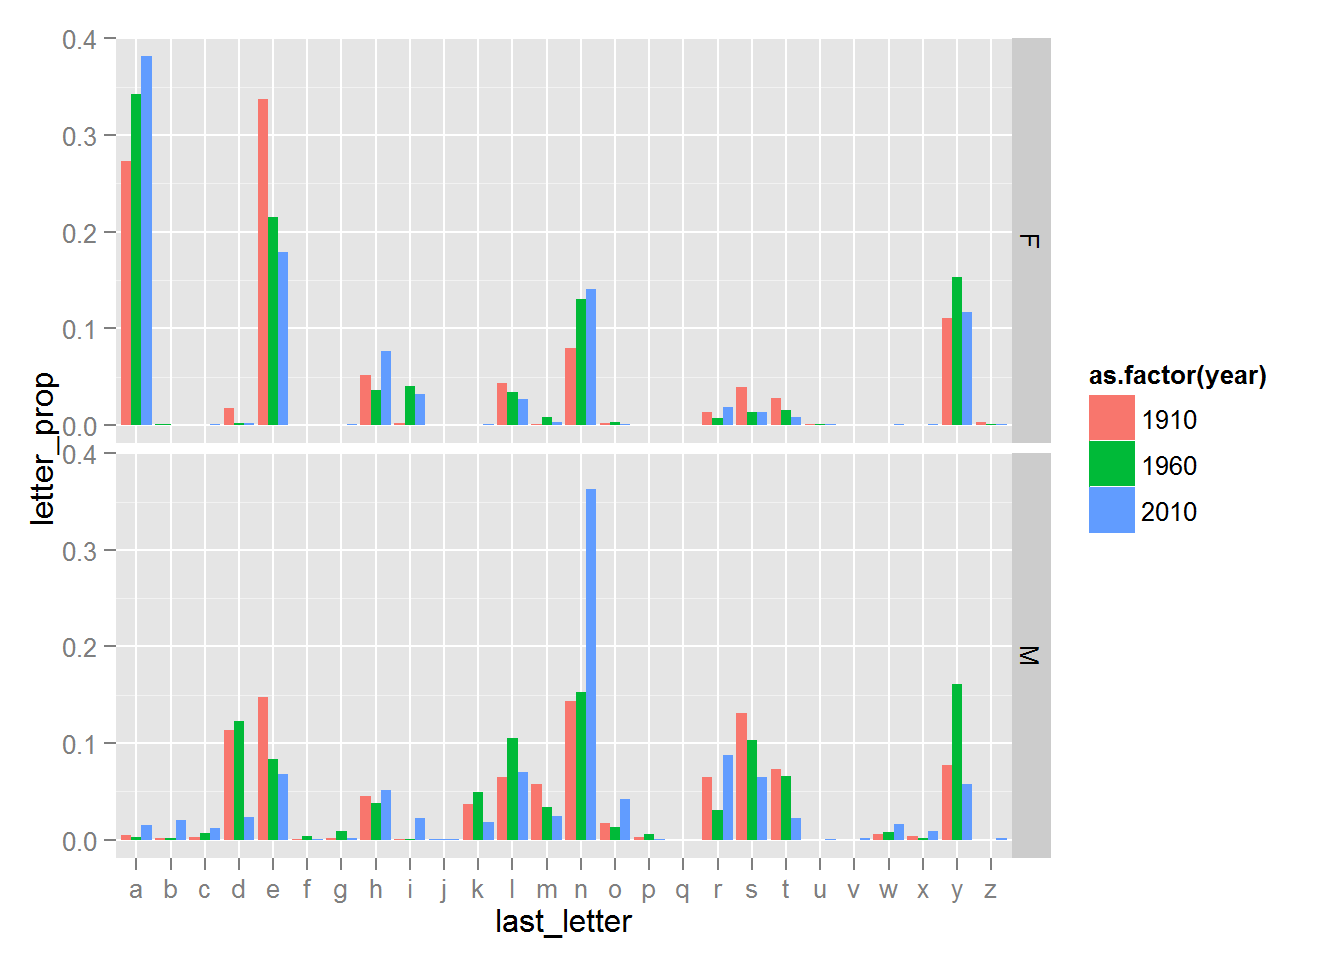 0.4
0.3
0.2
0.1
0.0
F
0.4
0.3
0.2
0.1
0.0
M
letter_prop
a b c d e f g h i j k l m n o p q r s t u v w x y z
last_letter
as.factor(year)
1910
1960
2010